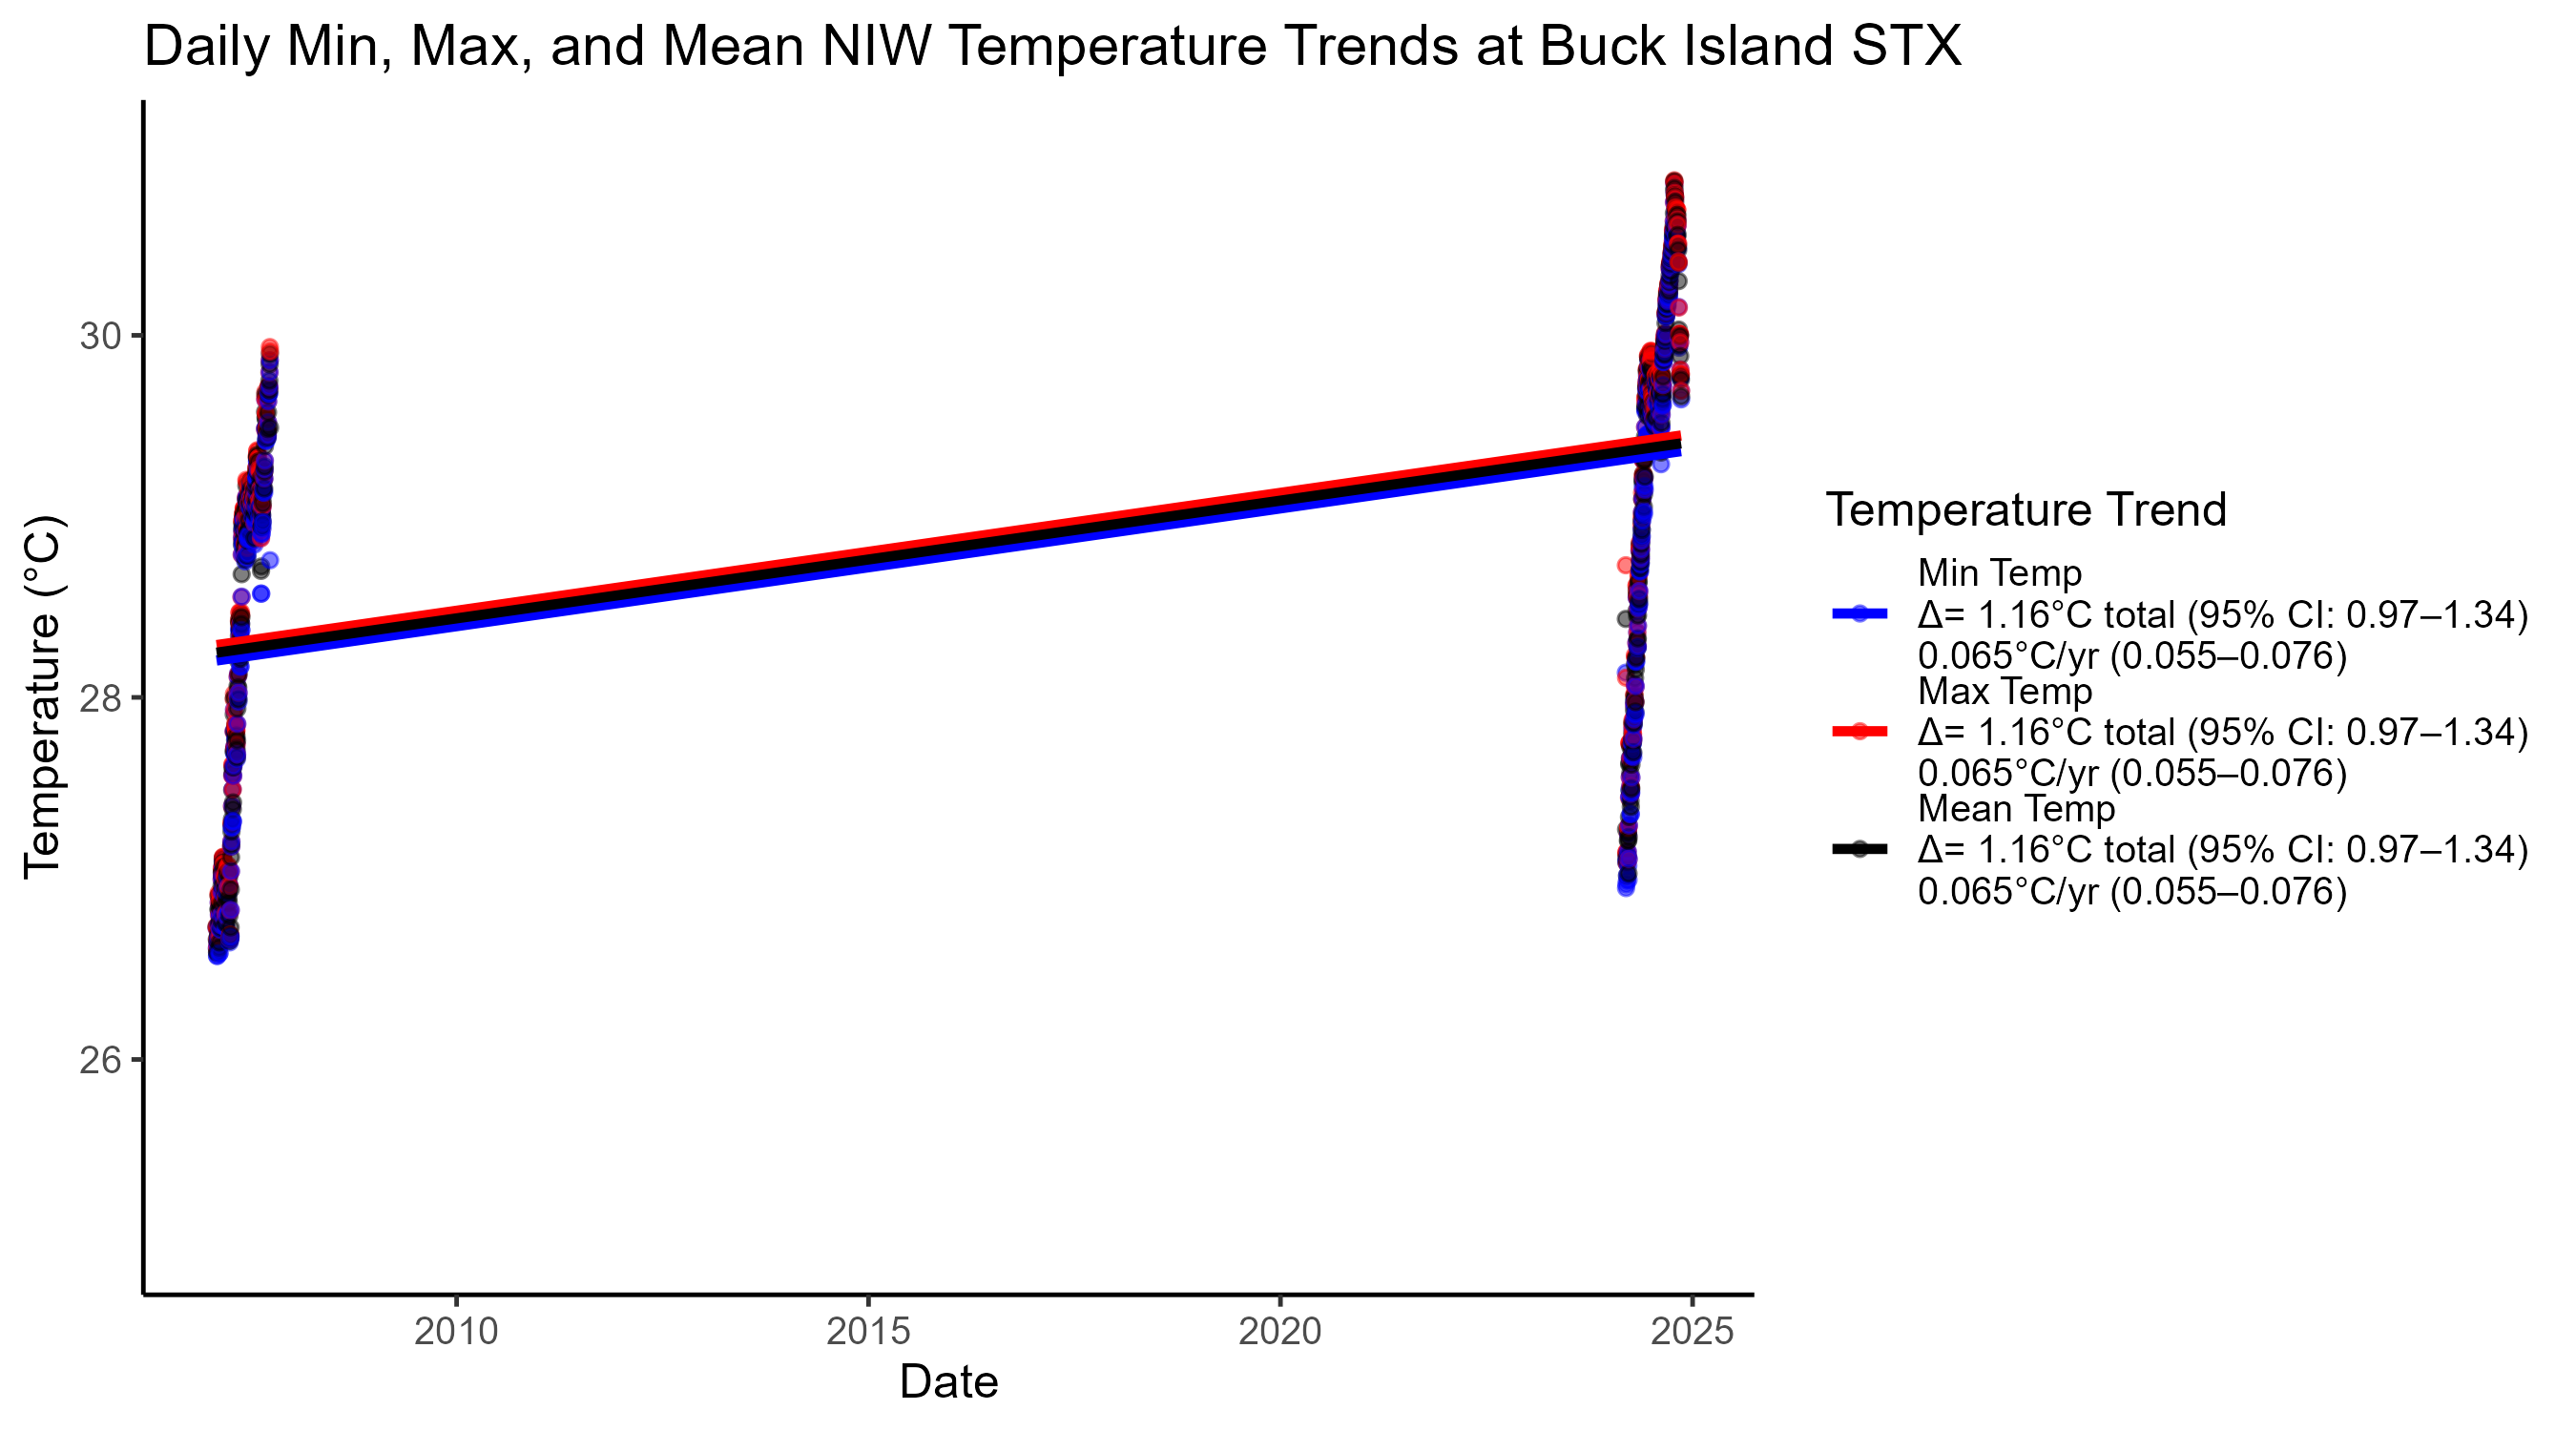 Daily Min, Max, and Mean NIW Temperature Trends at Buck Island STX
Temperature (°C)
30
28
26
2010
2015
2020
2025
Date
Temperature Trend
Min Temp
Δ= 1.16°C total (95% CI: 0.97–1.34)
0.065°C/yr (0.055–0.076)
Max Temp
Δ= 1.16°C total (95% CI: 0.97–1.34)
0.065°C/yr (0.055–0.076)
Mean Temp
Δ= 1.16°C total (95% CI: 0.97–1.34)
0.065°C/yr (0.055–0.076)